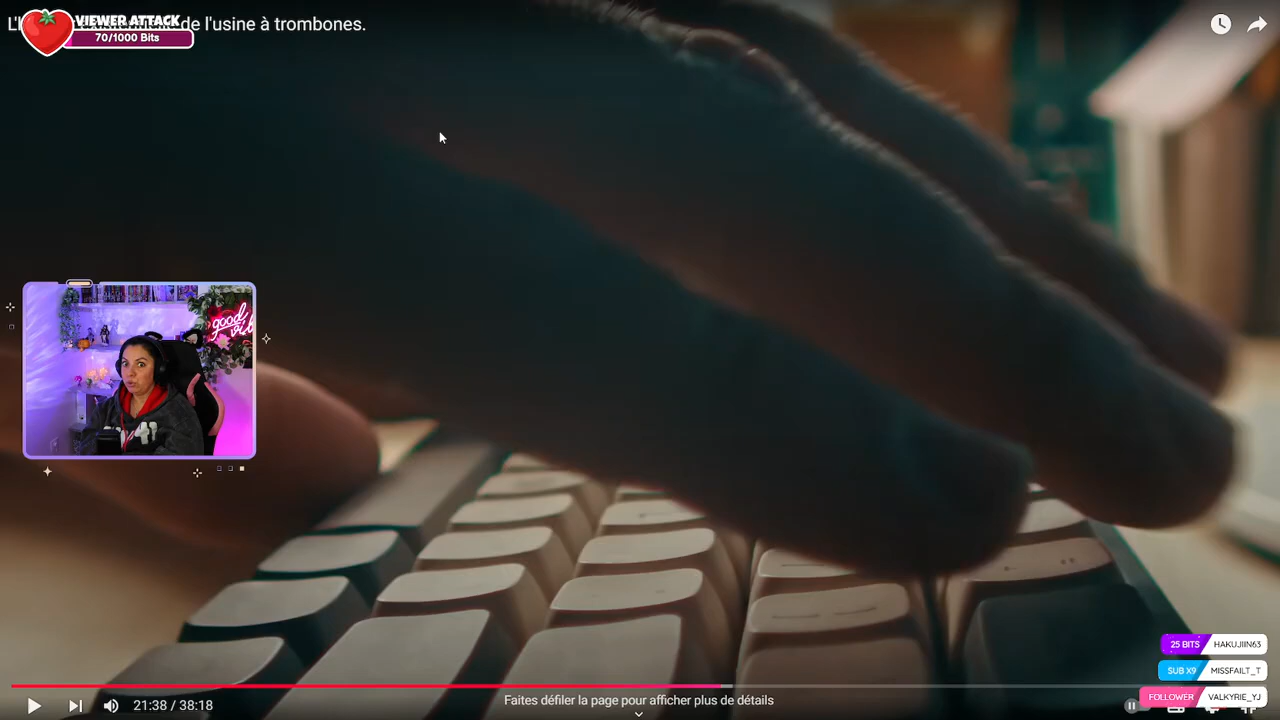 L'h
de l'usine à trombones.
VIEWER ATTACK
70/1000 Bits
good
21:38 / 38:18
Faites défiler la page pour afficher plus de détails
25 BITS HAKUJIIN63
SUB X9 MISSFAILT_T
FOLLOWER VALKYRIE_YJ